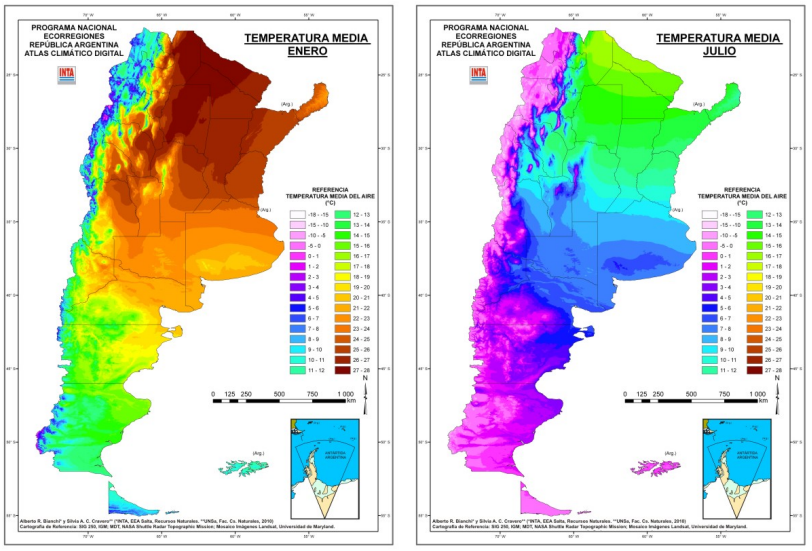 PROGRAMA NACIONAL
ECORREGIONES
REPÚBLICA ARGENTINA
ATLAS CLIMÁTICO DIGITAL
INTA
TEMPERATURA MEDIA
ENERO
(Arg.)
(Arg.)
REFERENCIA
TEMPERATURA MEDIA DEL AIRE
(°C)
-18 - -15 12 - 13
-15 - -10 13 - 14
-10 - -5 14 - 15
-5 - 0 15 - 16
0 - 1 16 - 17
1 - 2 17 - 18
2 - 3 18 - 19
3 - 4 19 - 20
4 - 5 20 - 21
5 - 6 21 - 22
6 - 7 22 - 23
7 - 8 23 - 24
8 - 9 24 - 25
9 - 10 25 - 26
10 - 11 26 - 27
11 - 12 27 - 28
N
0 125 250 500 750 1 000
km
(Arg.)
ANTÁRTIDA
ARGENTINA
Alberto R. Bianchi* y Silvia A. C. Cravero** (*INTA, EEA Salta, Recursos Naturales. **UNSa, Fac. Cs. Naturales, 2010)
Cartografía de Referencia: SIG 250, IGM; MDT, NASA Shuttle Radar Topographic Mission; Mosaico Imágenes Landsat, Universidad de Maryland.
PROGRAMA NACIONAL
ECORREGIONES
REPÚBLICA ARGENTINA
ATLAS CLIMÁTICO DIGITAL
INTA
TEMPERATURA MEDIA
JULIO
(Arg.)
(Arg.)
REFERENCIA
TEMPERATURA MEDIA DEL AIRE
(°C)
-18 - -15 12 - 13
-15 - -10 13 - 14
-10 - -5 14 - 15
-5 - 0 15 - 16
0 - 1 16 - 17
1 - 2 17 - 18
2 - 3 18 - 19
3 - 4 19 - 20
4 - 5 20 - 21
5 - 6 21 - 22
6 - 7 22 - 23
7 - 8 23 - 24
8 - 9 24 - 25
9 - 10 25 - 26
10 - 11 26 - 27
11 - 12 27 - 28
N
0 125 250 500 750 1 000
km
(Arg.)
ANTÁRTIDA
ARGENTINA
Alberto R. Bianchi* y Silvia A. C. Cravero** (*INTA, EEA Salta, Recursos Naturales. **UNSa, Fac. Cs. Naturales, 2010)
Cartografía de Referencia: SIG 250, IGM; MDT, NASA Shuttle Radar Topographic Mission; Mosaico Imágenes Landsat, Universidad de Maryland.